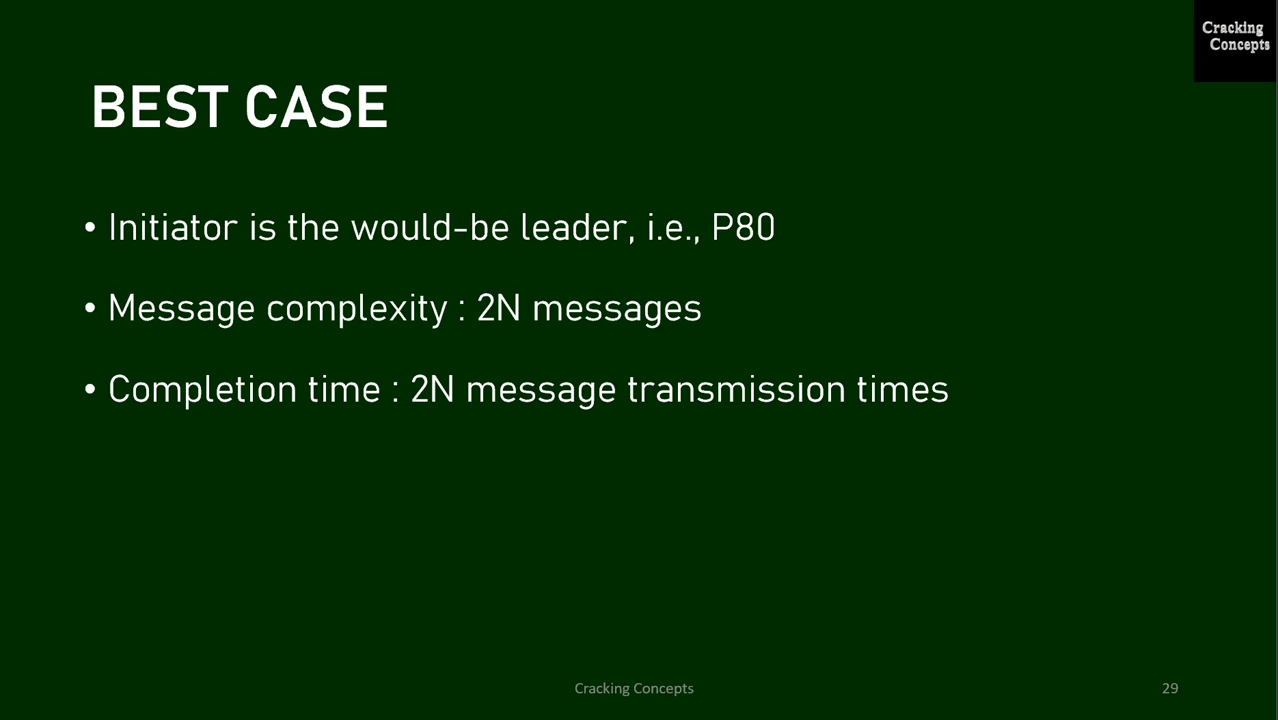 Cracking
Concepts
BEST CASE
• Initiator is the would-be leader, i.e., P80
• Message complexity : 2N messages
• Completion time : 2N message transmission times
Cracking Concepts
29